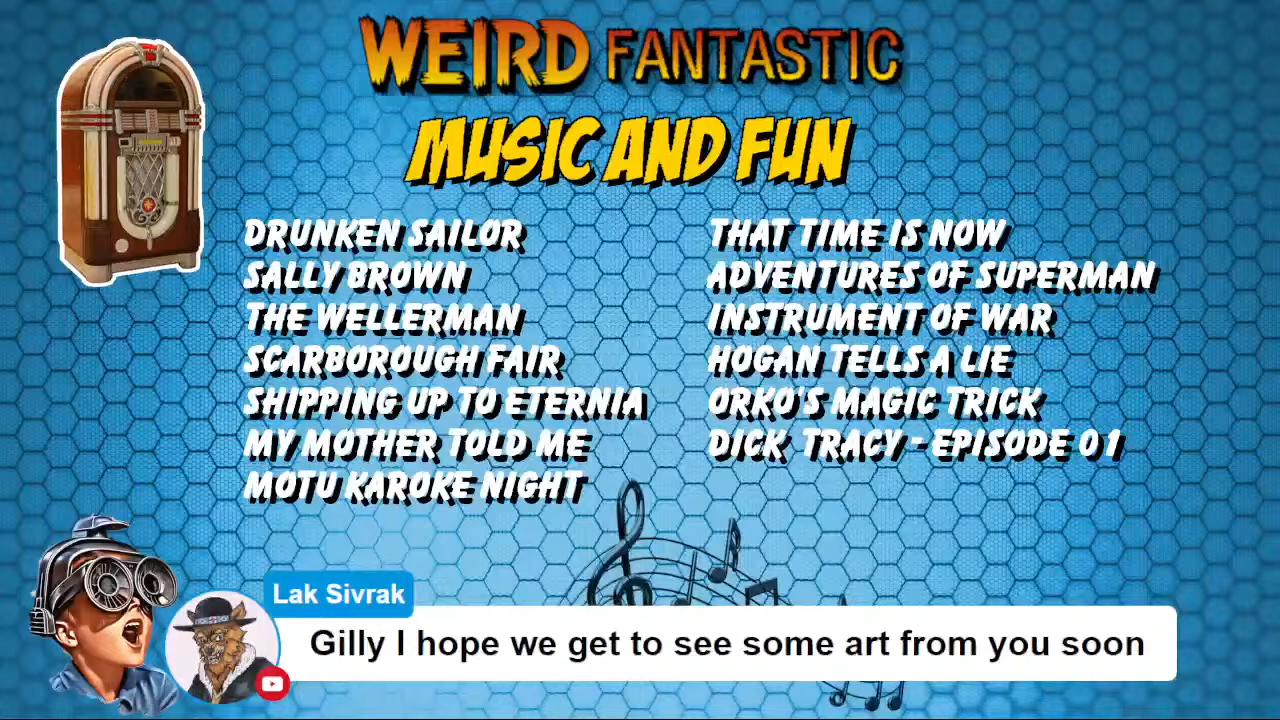 WEIRD FANTASTIC
MUSIC AND FUN
DRUNKEN SAILOR
SALLY BROWN
THE WELLERMAN
SCARBOROUGH FAIR
SHIPPING UP TO ETERNIA
MY MOTHER TOLD ME
MOTU KAROKE NIGHT
THAT TIME IS NOW
ADVENTURES OF SUPERMAN
INSTRUMENT OF WAR
HOGAN TELLS A LIE
ORKO'S MAGIC TRICK
DICK TRACY - EPISODE 01
Lak Sivrak
Gilly I hope we get to see some art from you soon